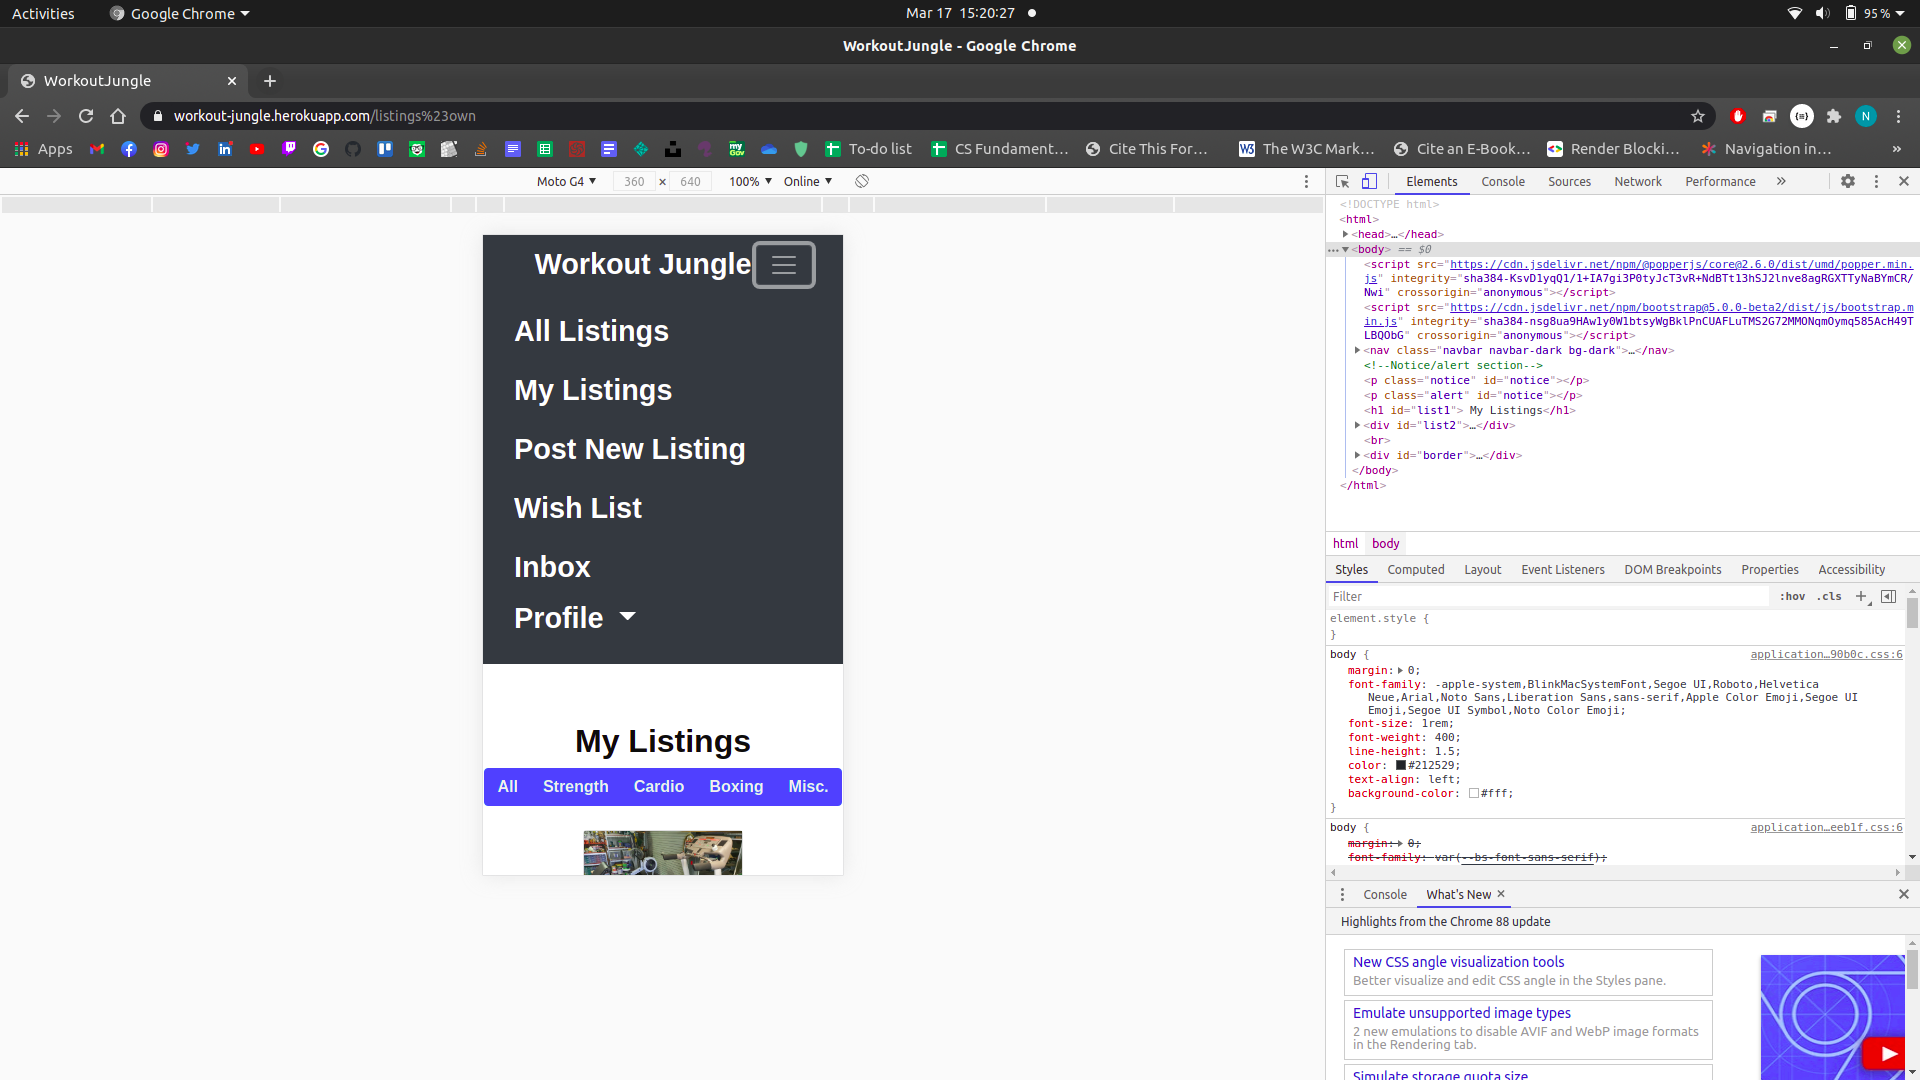 Activities
Google Chrome
Mar 17 15:20:27
95 %
WorkoutJungle - Google Chrome
WorkoutJungle
workout-jungle.herokuapp.com/listings%23own
N
Apps
To-do list
CS Fundament…
Cite This For…
The W3C Mark…
Cite an E-Book…
Render Blocki…
Navigation in…
»
Moto G4 360 × 640 100% Online
Workout Jungle
All Listings
My Listings
Post New Listing
Wish List
Inbox
Profile
My Listings
All Strength Cardio Boxing Misc.
Elements Console Sources Network Performance »
<!DOCTYPE html>
<html>
<head>…</head>
<body> == $0
<script src="https://cdn.jsdelivr.net/npm/@popperjs/core@2.6.0/dist/umd/popper.min.
js" integrity="sha384-KsvD1yqQ1/1+IA7gi3P0tyJcT3vR+NdBTt13hSJ2lnve8agRGXTTyNaBYmCR/
Nwi" crossorigin="anonymous"></script>
<script src="https://cdn.jsdelivr.net/npm/bootstrap@5.0.0-beta2/dist/js/bootstrap.m
in.js" integrity="sha384-nsg8ua9HAw1y0W1btsyWgBklPnCUAFLuTMS2G72MMONqmOymq585AcH49T
LBQObG" crossorigin="anonymous"></script>
<nav class="navbar navbar-dark bg-dark">…</nav>
<!--Notice/alert section-->
<p class="notice" id="notice"></p>
<p class="alert" id="notice"></p>
<h1 id="list1"> My Listings</h1>
<div id="list2">…</div>
<br>
<div id="border">…</div>
</body>
</html>
html body
Styles Computed Layout Event Listeners DOM Breakpoints Properties Accessibility
Filter
:hov .cls +
element.style {
}
body {
application…90b0c.css:6
margin: 0;
font-family: -apple-system,BlinkMacSystemFont,Segoe UI,Roboto,Helvetica
Neue,Arial,Noto Sans,Liberation Sans,sans-serif,Apple Color Emoji,Segoe UI
Emoji,Segoe UI Symbol,Noto Color Emoji;
font-size: 1rem;
font-weight: 400;
line-height: 1.5;
color: #212529;
text-align: left;
background-color: #fff;
}
body {
application…eeb1f.css:6
margin: 0;
font-family: var(--bs-font-sans-serif);
Console What's New
Highlights from the Chrome 88 update
New CSS angle visualization tools
Better visualize and edit CSS angle in the Styles pane.
Emulate unsupported image types
2 new emulations to disable AVIF and WebP image formats
in the Rendering tab.
Simulate storage quota size